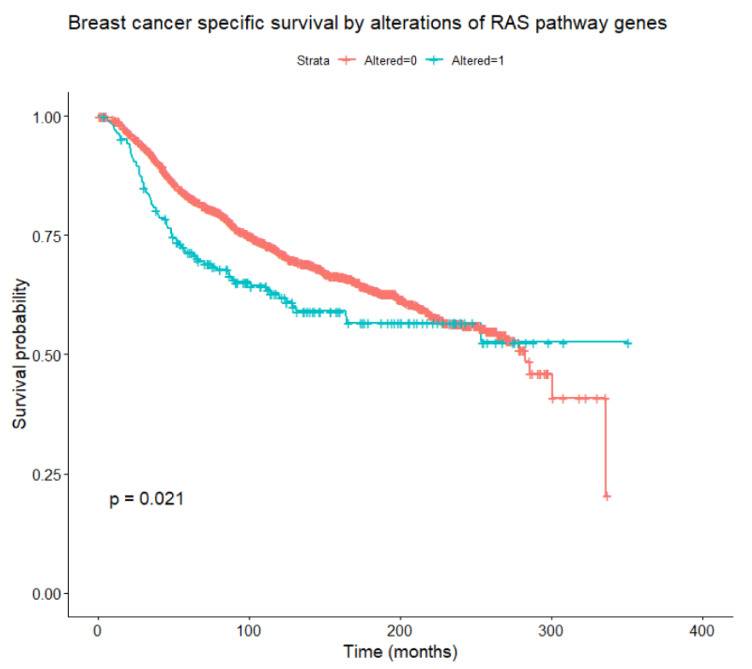 Breast cancer specific survival by alterations of RAS pathway genes
Strata Altered=0 Altered=1
Survival probability
1.00
0.75
0.50
0.25
0.00
p = 0.021
0 100 200 300 400
Time (months)